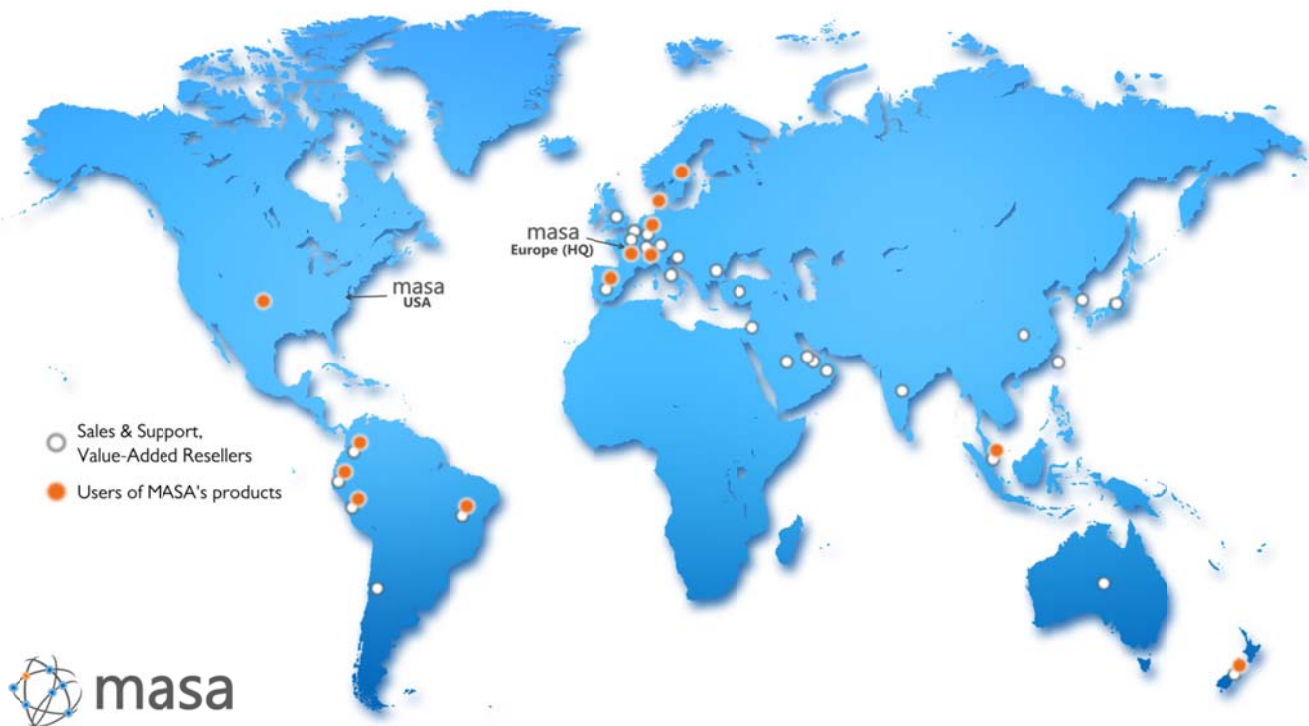 masa
Europe (HQ)
masa
USA
Sales & Support,
Value-Added Resellers
Users of MASA's products
masa